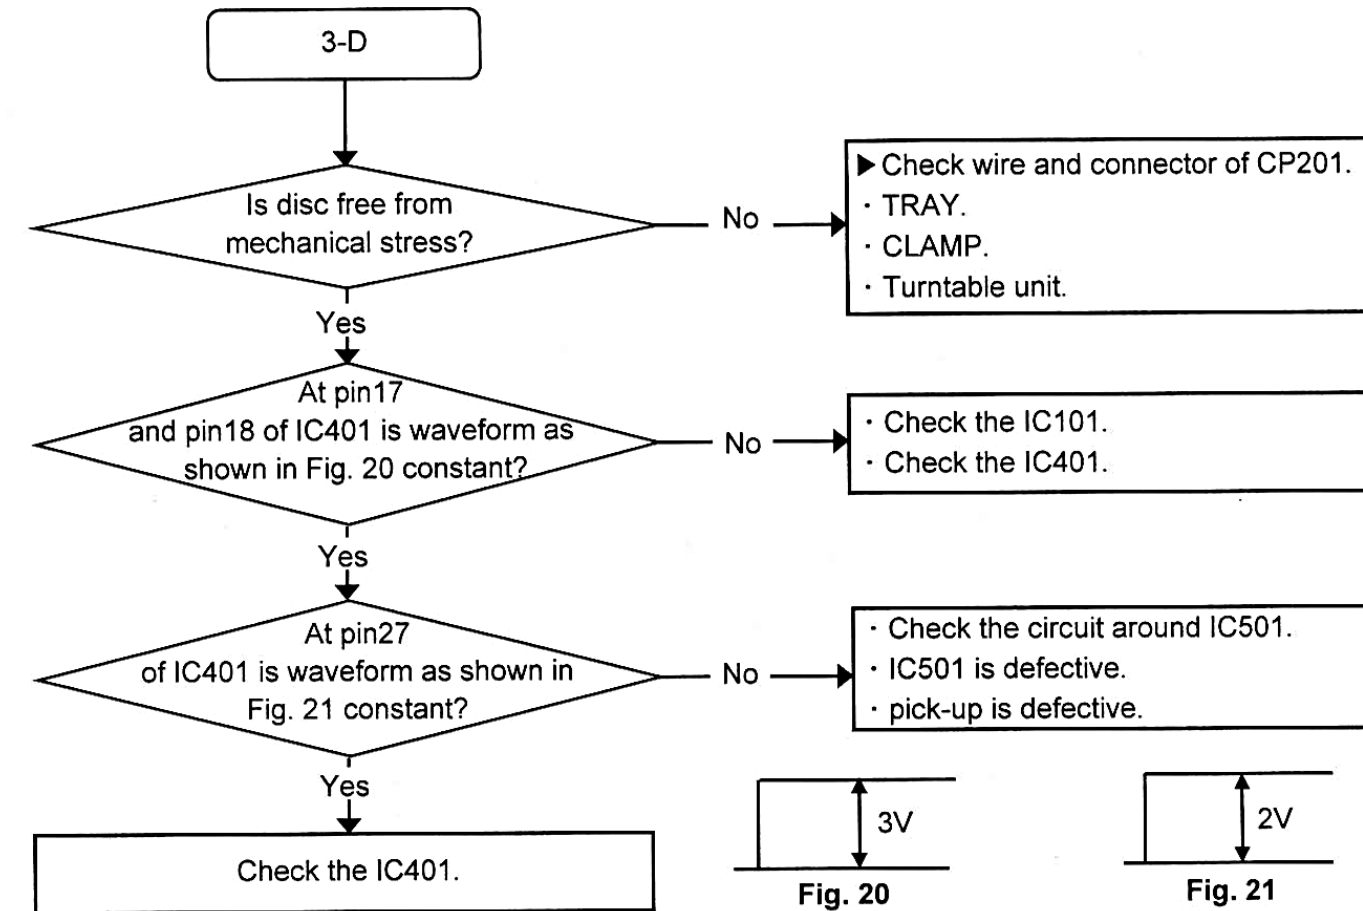 3-D
Is disc free from
mechanical stress?
No
▶ Check wire and connector of CP201.
· TRAY.
· CLAMP.
· Turntable unit.
Yes
At pin17
and pin18 of IC401 is waveform as
shown in Fig. 20 constant?
No
· Check the IC101.
· Check the IC401.
Yes
At pin27
of IC401 is waveform as shown in
Fig. 21 constant?
No
· Check the circuit around IC501.
· IC501 is defective.
· pick-up is defective.
Yes
Check the IC401.
3V
Fig. 20
2V
Fig. 21